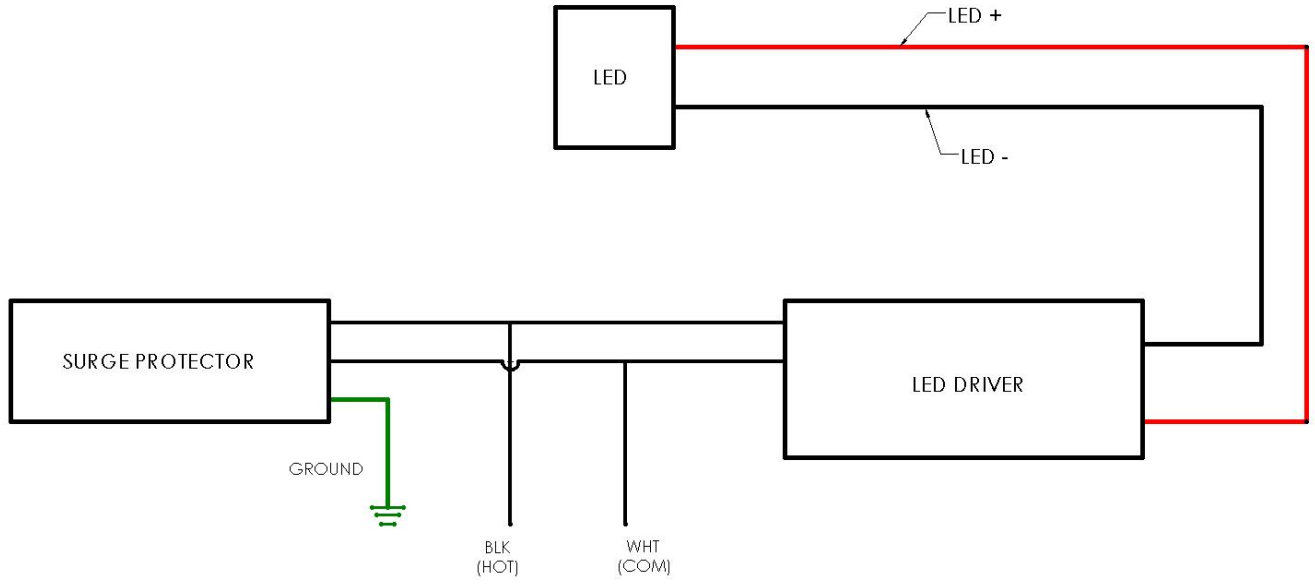 LED +
LED
LED -
SURGE PROTECTOR
LED DRIVER
GROUND
BLK
(HOT)
WHT
(COM)